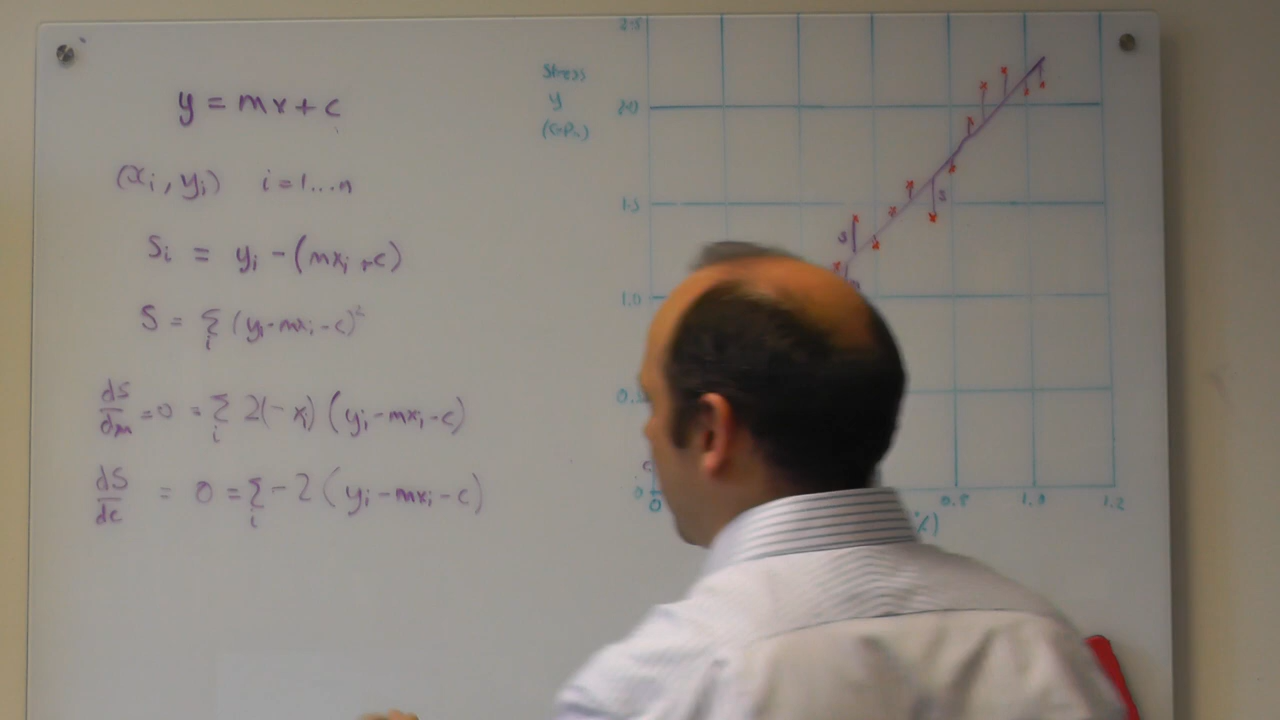 y = mx + c
(xᵢ, yᵢ) i = 1...n
Sᵢ = yᵢ - (mxᵢ + c)
S = Σᵢ (yᵢ - mxᵢ - c)²
dS/dm = 0 = Σᵢ 2(-xᵢ) (yᵢ - mxᵢ - c)
dS/dc = 0 = Σᵢ -2 (yᵢ - mxᵢ - c)
Stress
y
(GPa)
2.5
2.0
1.5
1.0
0.5
0
c
S
S
0
1.0
1.2
%)